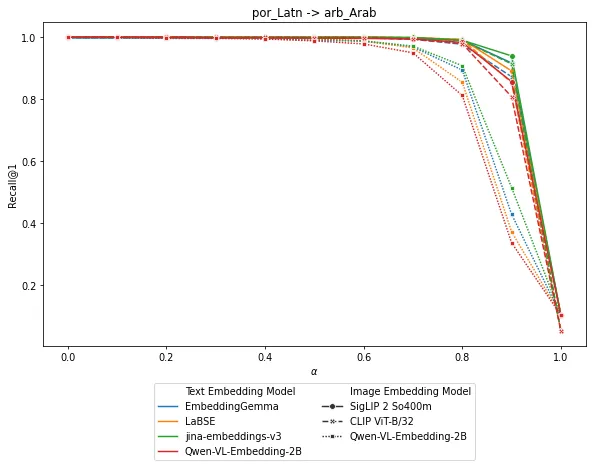 por_Latn -> arb_Arab
Recall@1
1.0
0.8
0.6
0.4
0.2
0.0 0.2 0.4 0.6 0.8 1.0
α
Text Embedding Model
EmbeddingGemma
LaBSE
jina-embeddings-v3
Qwen-VL-Embedding-2B
Image Embedding Model
SigLIP 2 So400m
CLIP ViT-B/32
Qwen-VL-Embedding-2B